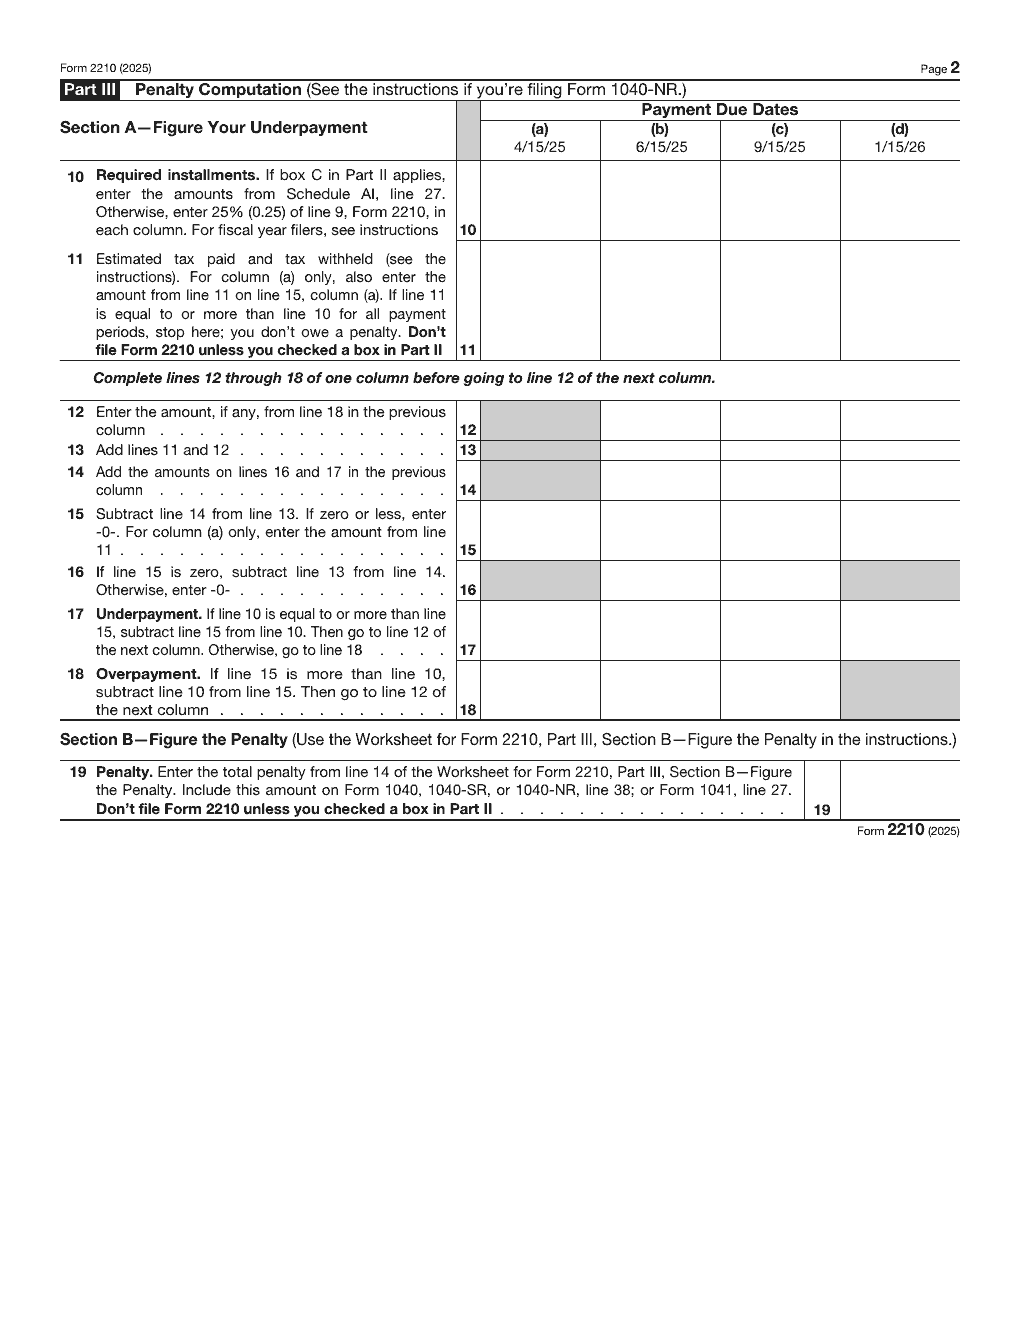 Form 2210 (2025)
Page 2
Part III Penalty Computation (See the instructions if you're filing Form 1040-NR.)
Section A—Figure Your Underpayment
Payment Due Dates
(a) (b) (c) (d)
4/15/25 6/15/25 9/15/25 1/15/26
10 Required installments. If box C in Part II applies,
enter the amounts from Schedule AI, line 27.
Otherwise, enter 25% (0.25) of line 9, Form 2210, in
each column. For fiscal year filers, see instructions 10
11 Estimated tax paid and tax withheld (see the
instructions). For column (a) only, also enter the
amount from line 11 on line 15, column (a). If line 11
is equal to or more than line 10 for all payment
periods, stop here; you don't owe a penalty. Don't
file Form 2210 unless you checked a box in Part II 11
Complete lines 12 through 18 of one column before going to line 12 of the next column.
12 Enter the amount, if any, from line 18 in the previous
column . . . . . . . . . . . . . . . 12
13 Add lines 11 and 12 . . . . . . . . . . . 13
14 Add the amounts on lines 16 and 17 in the previous
column . . . . . . . . . . . . . . . 14
15 Subtract line 14 from line 13. If zero or less, enter
-0-. For column (a) only, enter the amount from line
11 . . . . . . . . . . . . . . . . . 15
16 If line 15 is zero, subtract line 13 from line 14.
Otherwise, enter -0- . . . . . . . . . . . 16
17 Underpayment. If line 10 is equal to or more than line
15, subtract line 15 from line 10. Then go to line 12 of
the next column. Otherwise, go to line 18 . . . . 17
18 Overpayment. If line 15 is more than line 10,
subtract line 10 from line 15. Then go to line 12 of
the next column . . . . . . . . . . . . 18
Section B—Figure the Penalty (Use the Worksheet for Form 2210, Part III, Section B—Figure the Penalty in the instructions.)
19 Penalty. Enter the total penalty from line 14 of the Worksheet for Form 2210, Part III, Section B—Figure
the Penalty. Include this amount on Form 1040, 1040-SR, or 1040-NR, line 38; or Form 1041, line 27.
Don't file Form 2210 unless you checked a box in Part II . . . . . . . . . . . . . . . 19
Form 2210 (2025)